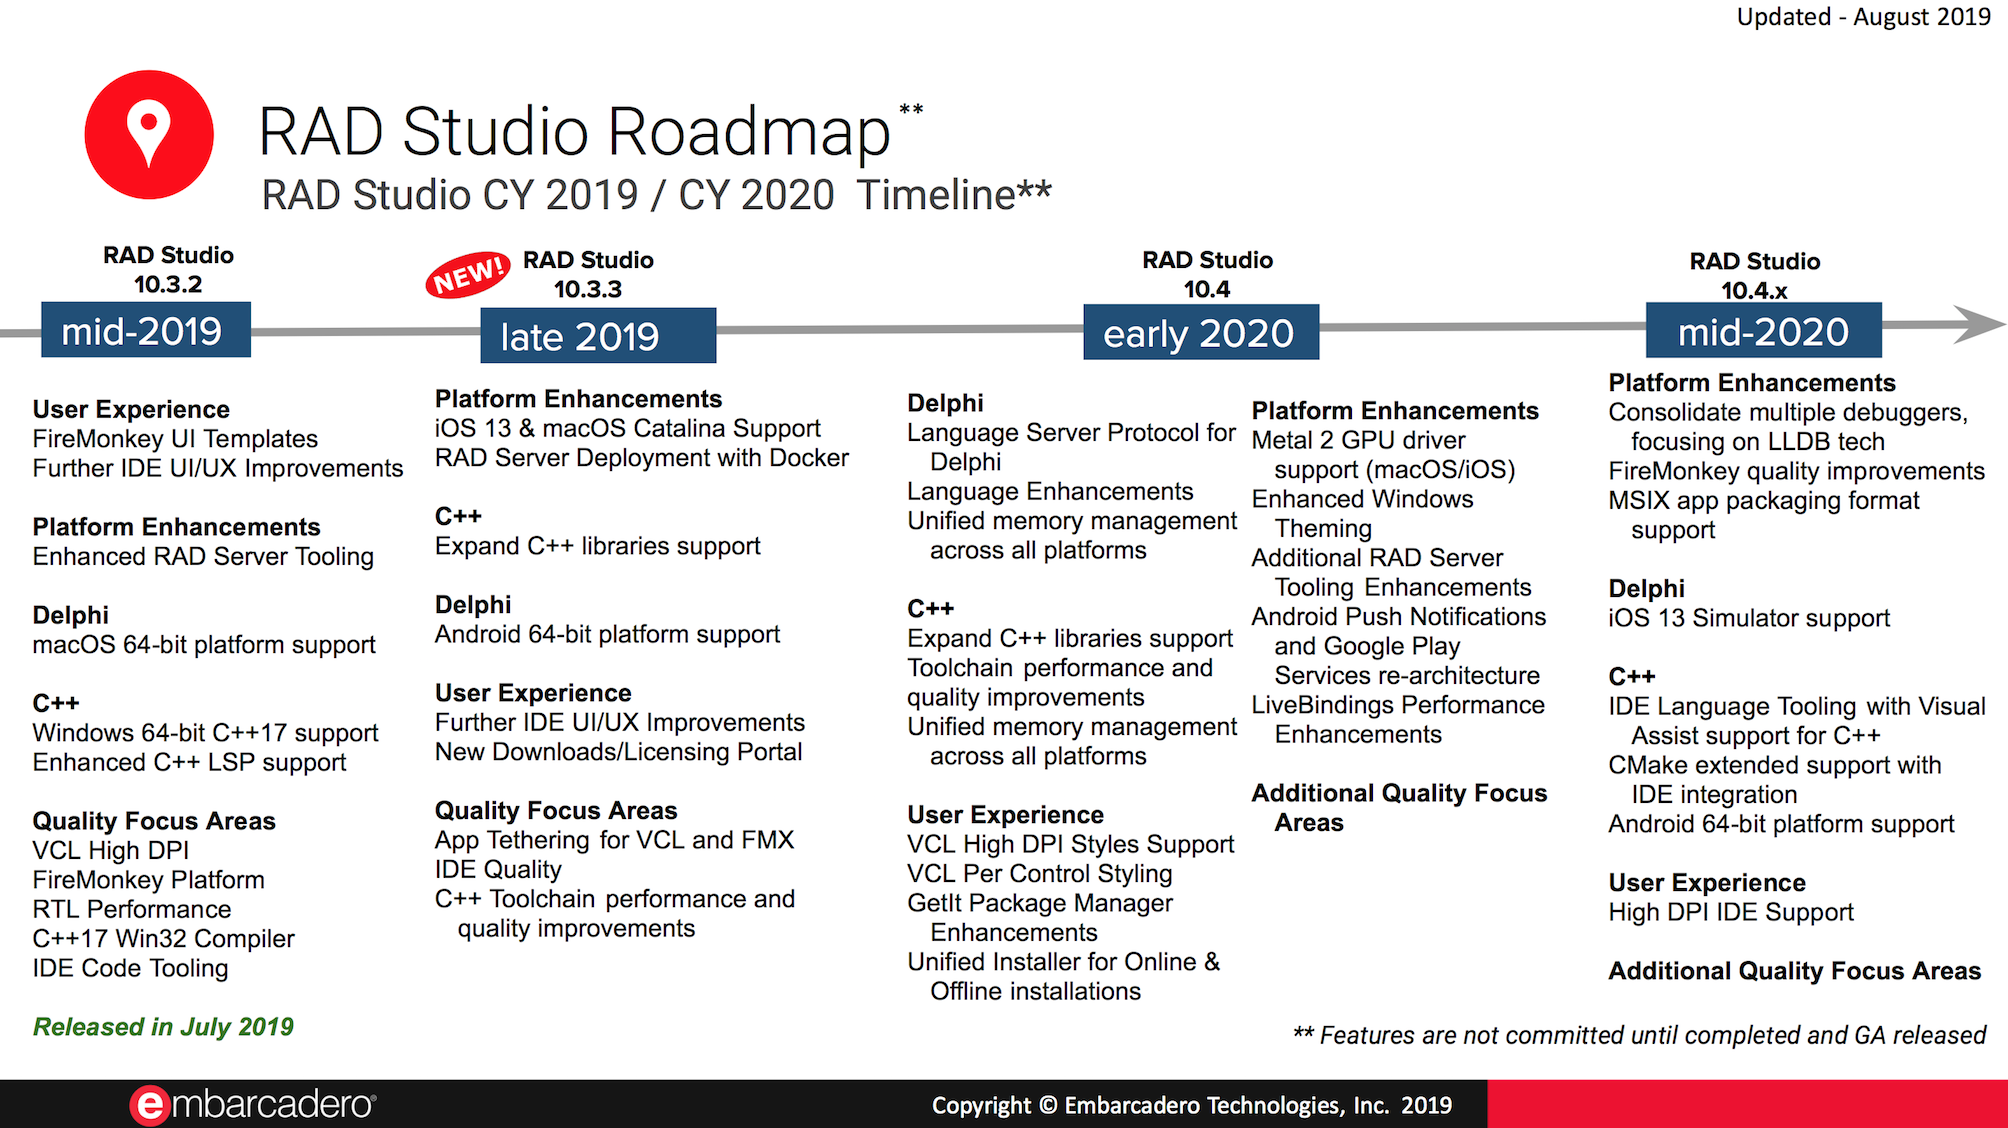 Updated - August 2019
RAD Studio Roadmap**
RAD Studio CY 2019 / CY 2020 Timeline**
RAD Studio
10.3.2
mid-2019
User Experience
FireMonkey UI Templates
Further IDE UI/UX Improvements
Platform Enhancements
Enhanced RAD Server Tooling
Delphi
macOS 64-bit platform support
C++
Windows 64-bit C++17 support
Enhanced C++ LSP support
Quality Focus Areas
VCL High DPI
FireMonkey Platform
RTL Performance
C++17 Win32 Compiler
IDE Code Tooling
Released in July 2019
NEW!
RAD Studio
10.3.3
late 2019
Platform Enhancements
iOS 13 & macOS Catalina Support
RAD Server Deployment with Docker
C++
Expand C++ libraries support
Delphi
Android 64-bit platform support
User Experience
Further IDE UI/UX Improvements
New Downloads/Licensing Portal
Quality Focus Areas
App Tethering for VCL and FMX
IDE Quality
C++ Toolchain performance and
quality improvements
RAD Studio
10.4
early 2020
Delphi
Language Server Protocol for
Delphi
Language Enhancements
Unified memory management
across all platforms
C++
Expand C++ libraries support
Toolchain performance and
quality improvements
Unified memory management
across all platforms
User Experience
VCL High DPI Styles Support
VCL Per Control Styling
GetIt Package Manager
Enhancements
Unified Installer for Online &
Offline installations
Platform Enhancements
Metal 2 GPU driver
support (macOS/iOS)
Enhanced Windows
Theming
Additional RAD Server
Tooling Enhancements
Android Push Notifications
and Google Play
Services re-architecture
LiveBindings Performance
Enhancements
Additional Quality Focus
Areas
RAD Studio
10.4.x
mid-2020
Platform Enhancements
Consolidate multiple debuggers,
focusing on LLDB tech
FireMonkey quality improvements
MSIX app packaging format
support
Delphi
iOS 13 Simulator support
C++
IDE Language Tooling with Visual
Assist support for C++
CMake extended support with
IDE integration
Android 64-bit platform support
User Experience
High DPI IDE Support
Additional Quality Focus Areas
** Features are not committed until completed and GA released
embarcadero®
Copyright © Embarcadero Technologies, Inc. 2019